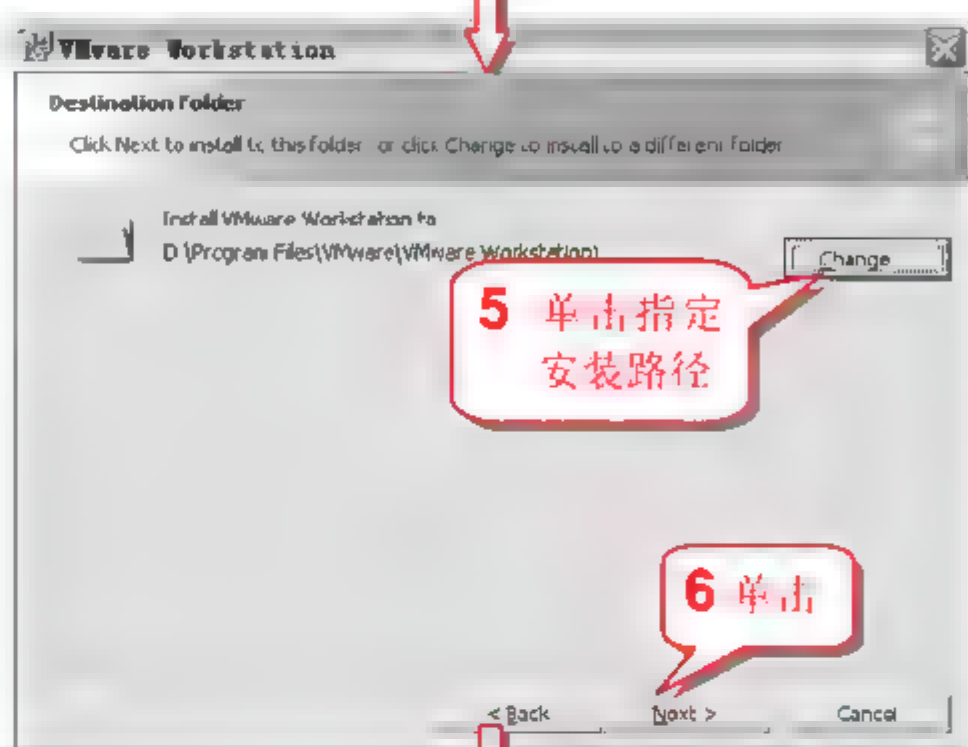 VMware Workstation
Destination Folder
Click Next to install to this folder, or click Change to install to a different folder
Install VMware Workstation to
D:\Program Files\VMware\VMware Workstation\
Change
5 单击指定
安装路径
6 单击
< Back
Next >
Cancel